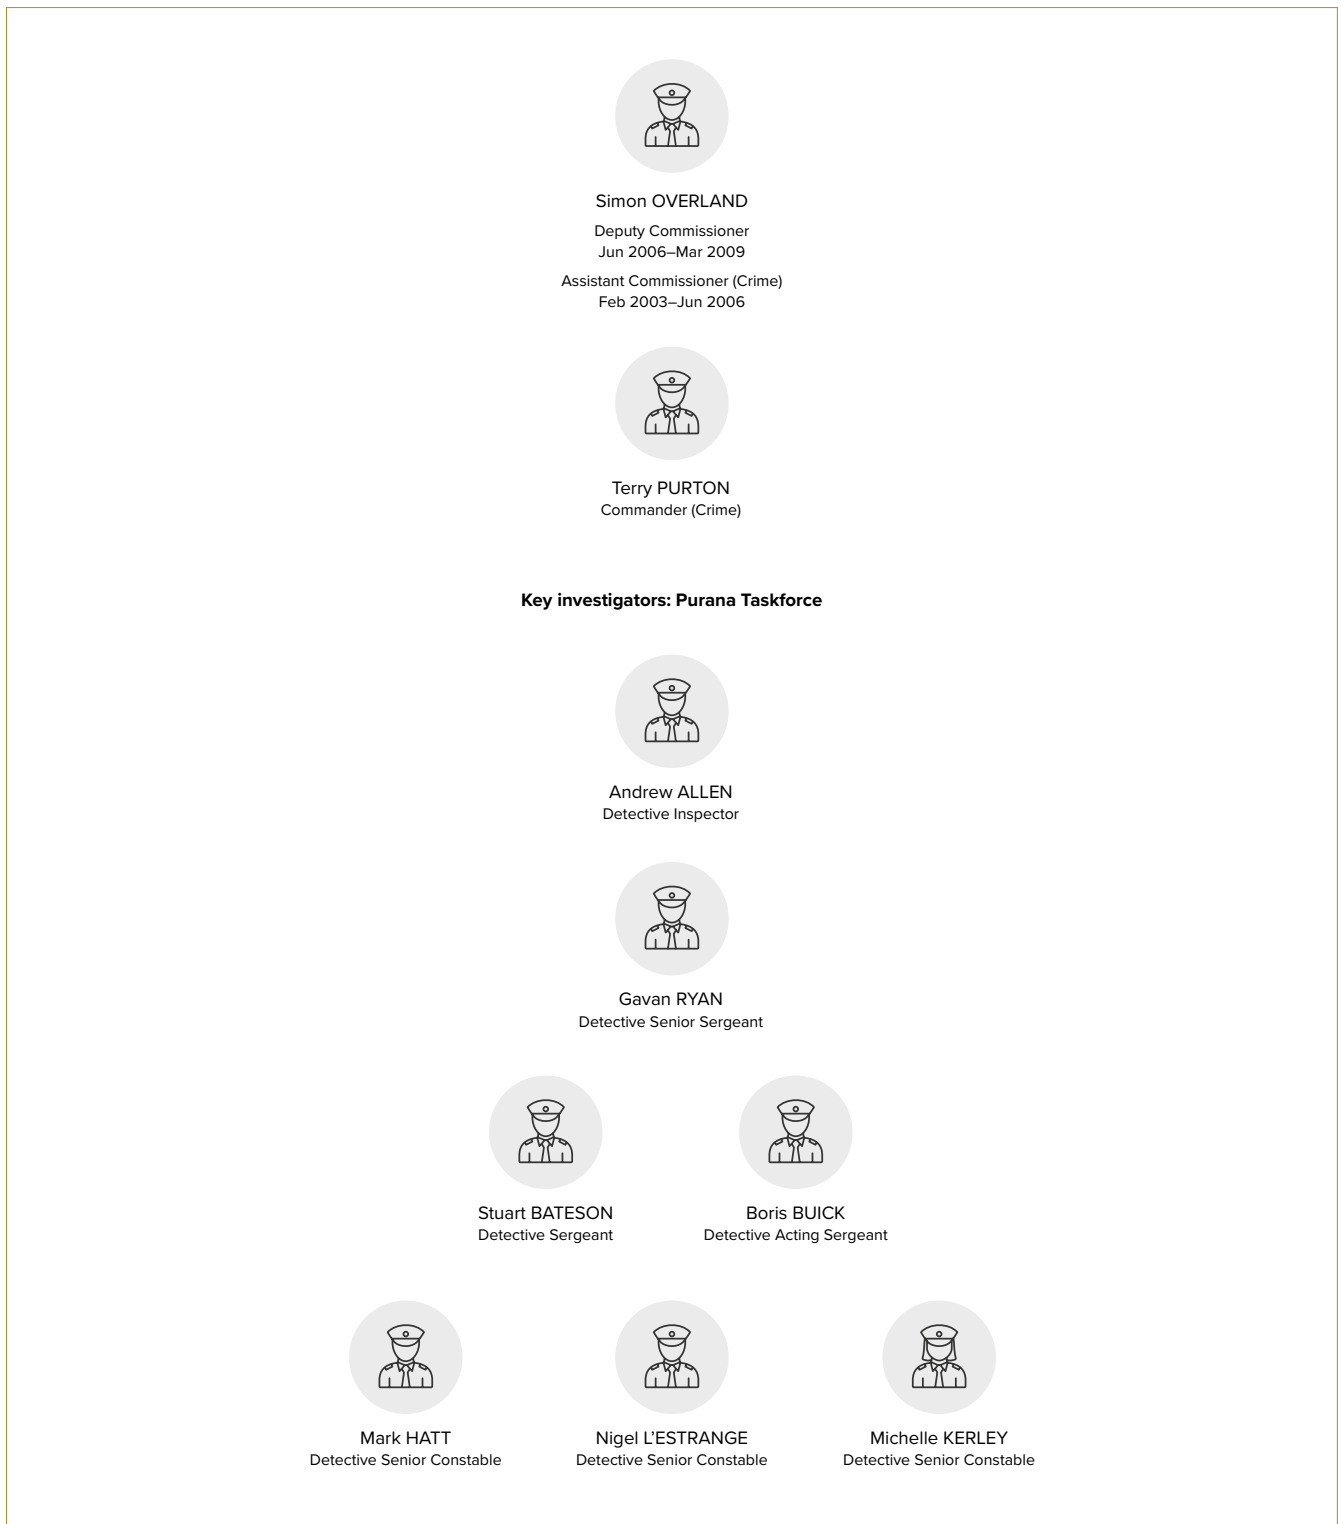 Simon OVERLAND
Deputy Commissioner
Jun 2006–Mar 2009
Assistant Commissioner (Crime)
Feb 2003–Jun 2006
Terry PURTON
Commander (Crime)
Key investigators: Purana Taskforce
Andrew ALLEN
Detective Inspector
Gavan RYAN
Detective Senior Sergeant
Stuart BATESON
Detective Sergeant
Boris BUICK
Detective Acting Sergeant
Mark HATT
Detective Senior Constable
Nigel L’ESTRANGE
Detective Senior Constable
Michelle KERLEY
Detective Senior Constable